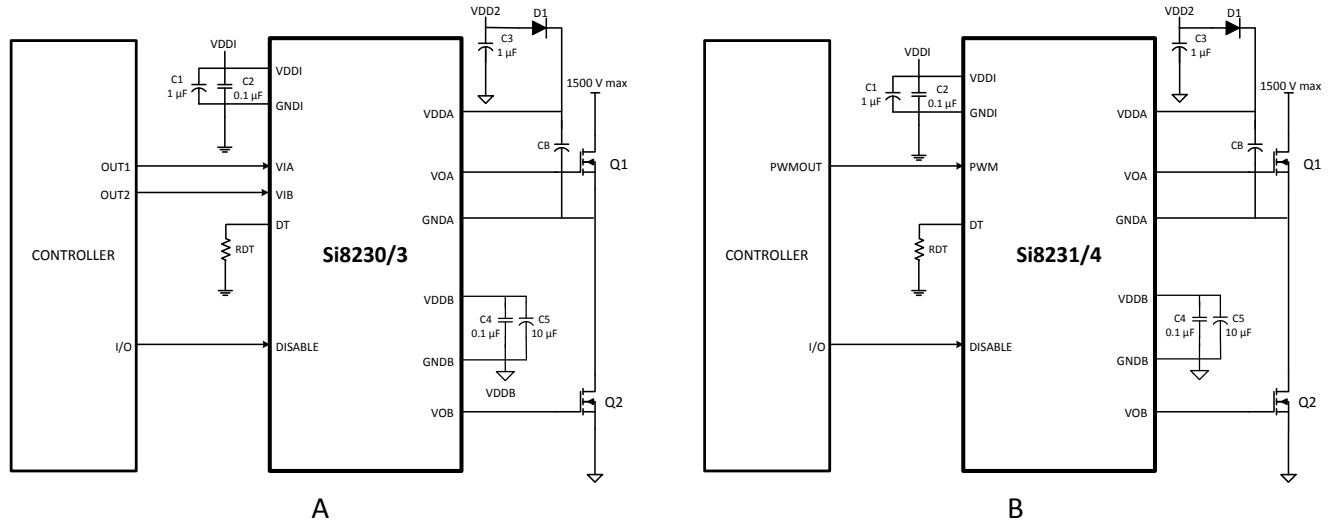 VDD2
D1
C3
1 µF
VDDI
C1
1 µF
C2
0.1 µF
VDDI
GNDI
1500 V max
VDDA
CB
OUT1
VIA
VOA
Q1
OUT2
VIB
GNDA
DT
RDT
CONTROLLER
Si8230/3
VDDB
C4
0.1 µF
C5
10 µF
I/O
DISABLE
GNDB
VDDB
VOB
Q2
A
VDD2
D1
C3
1 µF
VDDI
C1
1 µF
C2
0.1 µF
VDDI
GNDI
1500 V max
VDDA
CB
PWMOUT
PWM
VOA
Q1
GNDA
DT
RDT
CONTROLLER
Si8231/4
VDDB
C4
0.1 µF
C5
10 µF
I/O
DISABLE
GNDB
VOB
Q2
B